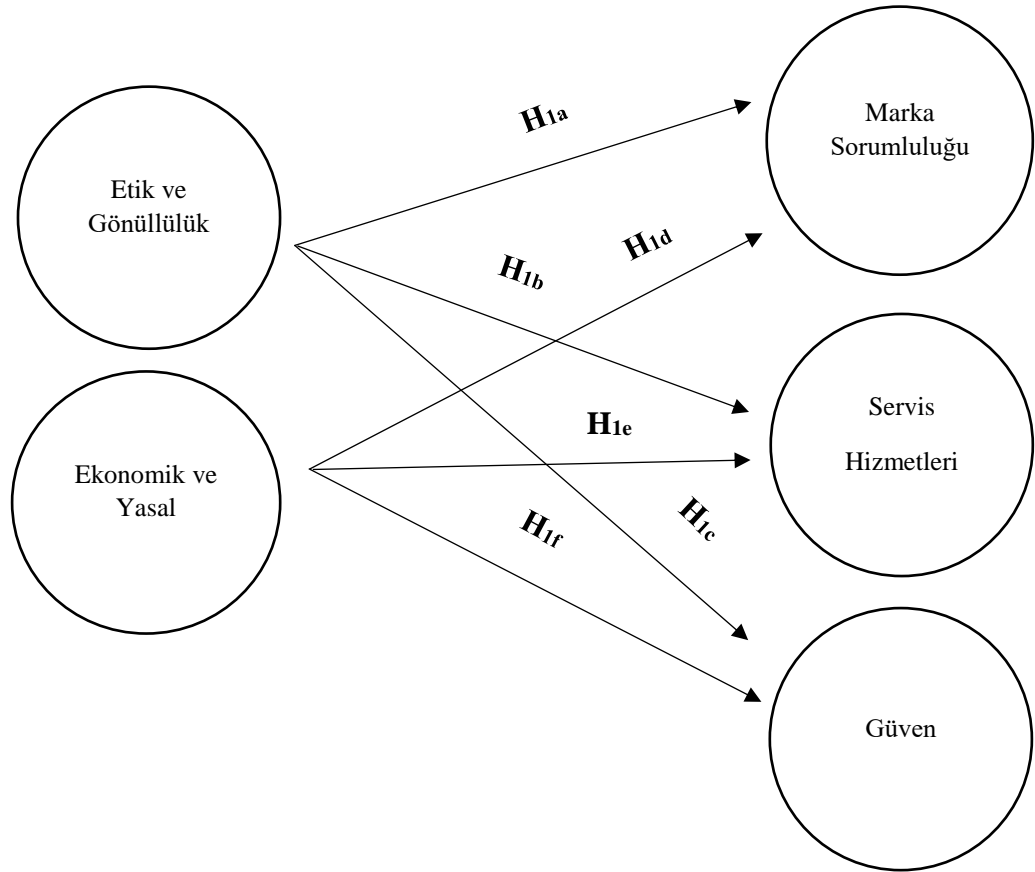 Marka
Sorumluluğu
H1a
Etik ve
Gönüllülük
H1d
H1b
Servis
Hizmetleri
H1e
Ekonomik ve
Yasal
H1c
H1f
Güven